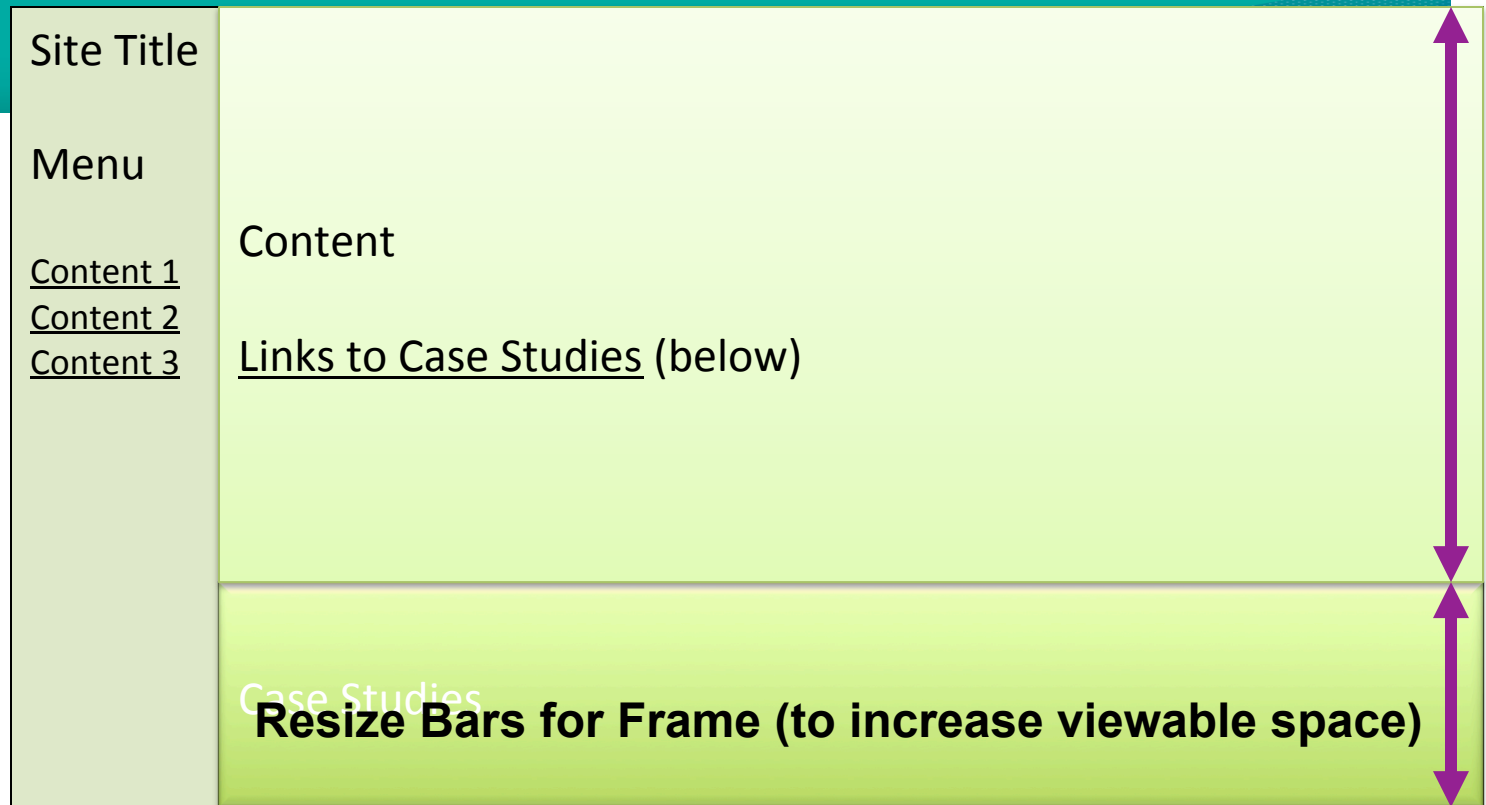 Site Title
Menu
Content 1
Content 2
Content 3
Content
Links to Case Studies (below)
Case Studies
Resize Bars for Frame (to increase viewable space)